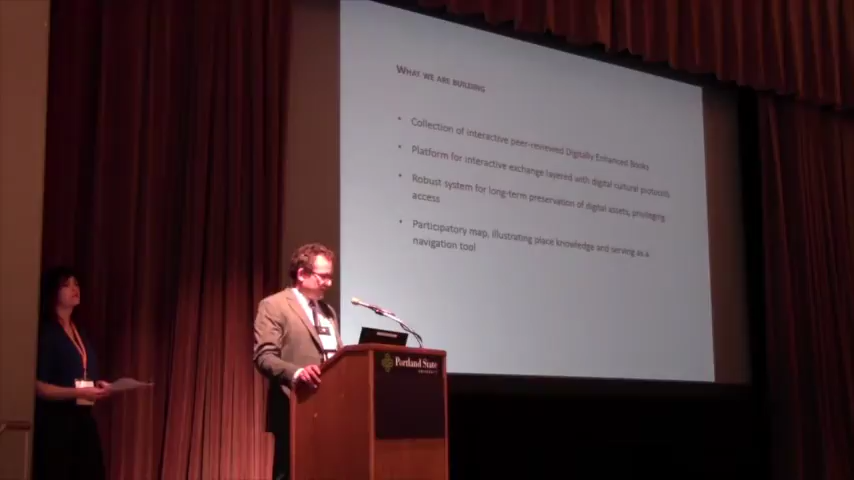 WHAT WE ARE BUILDING
• Collection of interactive peer-reviewed Digitally Enhanced Books
• Platform for interactive exchange layered with digital cultural protocols
• Robust system for long-term preservation of digital assets, privileging
access
• Participatory map, illustrating place knowledge and serving as a
navigation tool
Portland State
UNIVERSITY